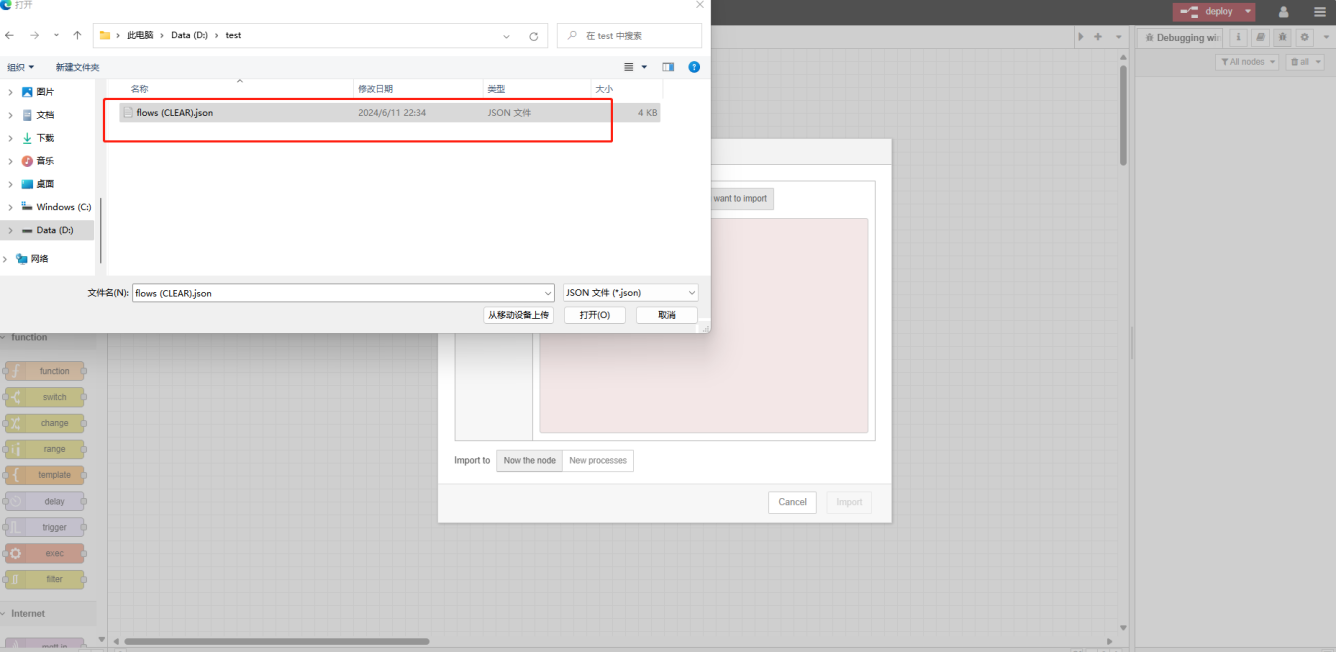 打开
此电脑 › Data (D:) › test
在 test 中搜索
组织
新建文件夹
名称
修改日期
类型
大小
flows (CLEAR).json
2024/6/11 22:34
JSON 文件
4 KB
图片
文档
下载
音乐
桌面
Windows (C:)
Data (D:)
网络
文件名(N):
flows (CLEAR).json
JSON 文件 (*.json)
从移动设备上传
打开(O)
取消
deploy
Debugging
All nodes
all
want to import
Import to
Now the node
New processes
Cancel
Import
function
function
switch
change
range
template
delay
trigger
exec
filter
Internet